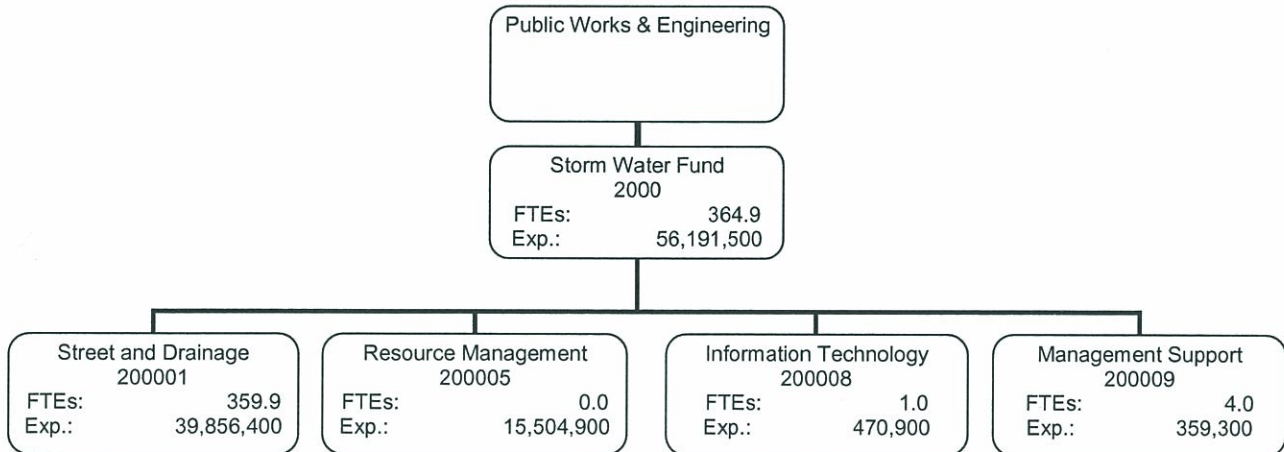 Public Works & Engineering
Storm Water Fund
2000
FTEs: 364.9
Exp.: 56,191,500
Street and Drainage
200001
FTEs: 359.9
Exp.: 39,856,400
Resource Management
200005
FTEs: 0.0
Exp.: 15,504,900
Information Technology
200008
FTEs: 1.0
Exp.: 470,900
Management Support
200009
FTEs: 4.0
Exp.: 359,300